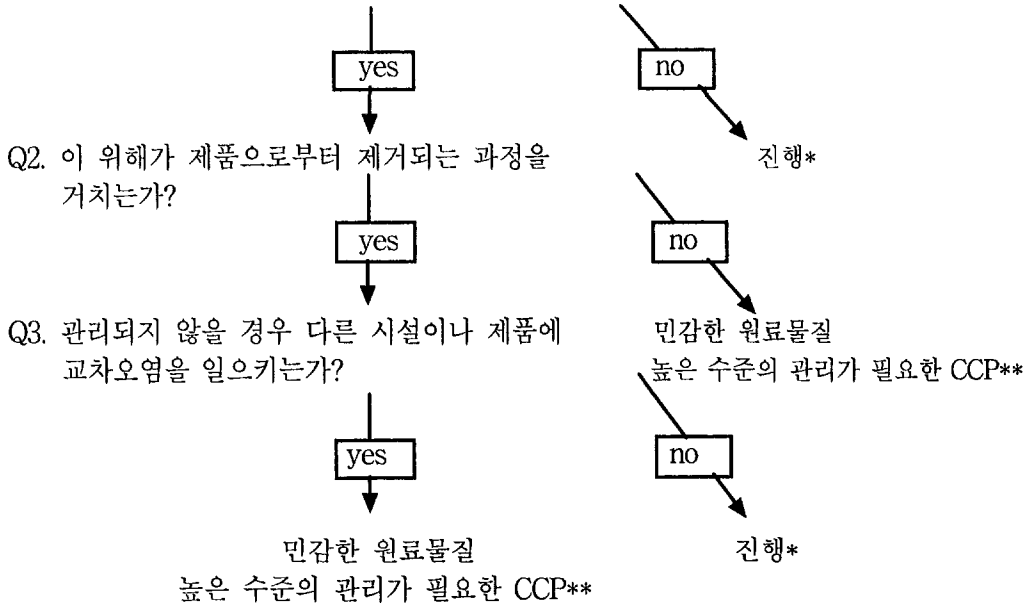 yes
no
Q2. 이 위해가 제품으로부터 제거되는 과정을
거치는가?
진행*
yes
no
Q3. 관리되지 않을 경우 다른 시설이나 제품에
교차오염을 일으키는가?
민감한 원료물질
높은 수준의 관리가 필요한 CCP**
yes
no
민감한 원료물질
높은 수준의 관리가 필요한 CCP**
진행*